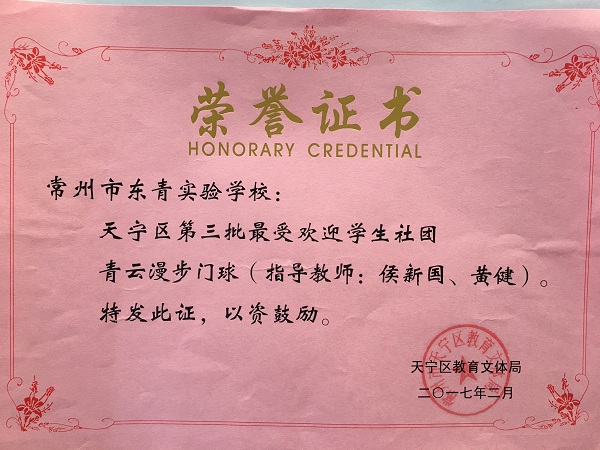 荣誉证书
HONORARY CREDENTIAL
常州市东青实验学校：
天宁区第三批最受欢迎学生社团
青云漫步门球（指导教师：侯新国、黄健）。
特发此证，以资鼓励。
天宁区教育文体局
二〇一七年二月